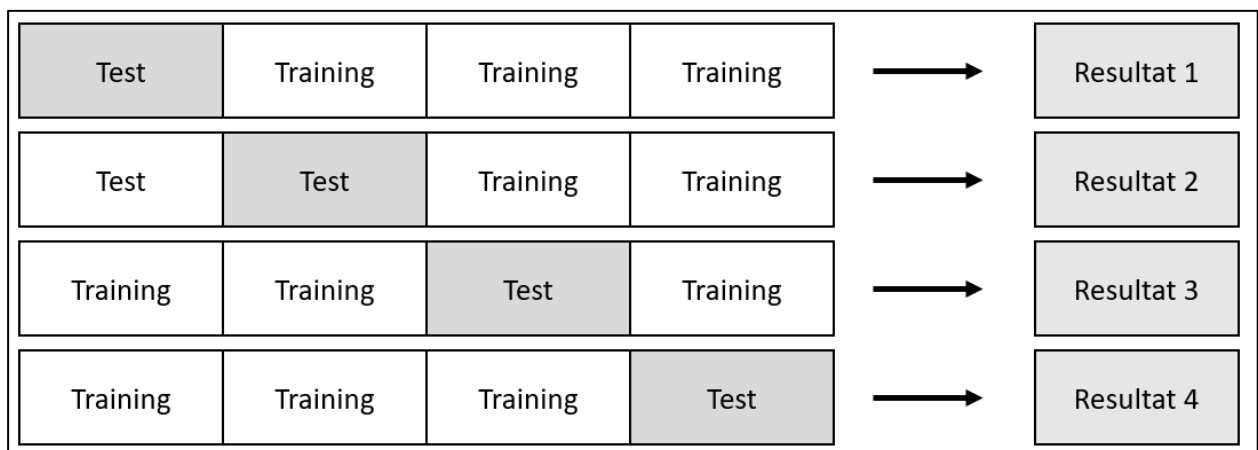 Test Training Training Training Resultat 1
Test Test Training Training Resultat 2
Training Training Test Training Resultat 3
Training Training Training Test Resultat 4